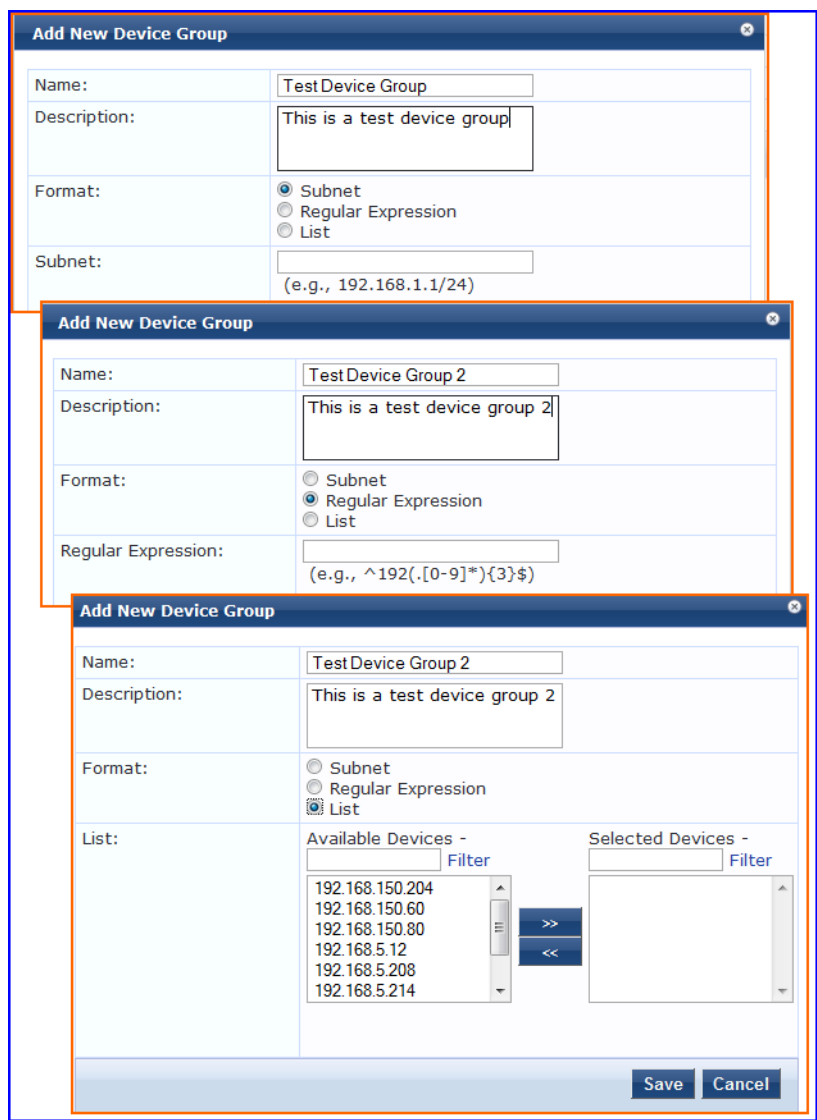 Add New Device Group
Name: Test Device Group
Description: This is a test device group
Format: Subnet
Regular Expression
List
Subnet:
(e.g., 192.168.1.1/24)
Add New Device Group
Name: Test Device Group 2
Description: This is a test device group 2
Format: Subnet
Regular Expression
List
Regular Expression:
(e.g., ^192(.[0-9]*){3}$)
Add New Device Group
Name: Test Device Group 2
Description: This is a test device group 2
Format: Subnet
Regular Expression
List
List: Available Devices - Selected Devices -
Filter Filter
192.168.150.204
192.168.150.60
192.168.150.80
>>
192.168.5.12
<<
192.168.5.208
192.168.5.214
Save Cancel